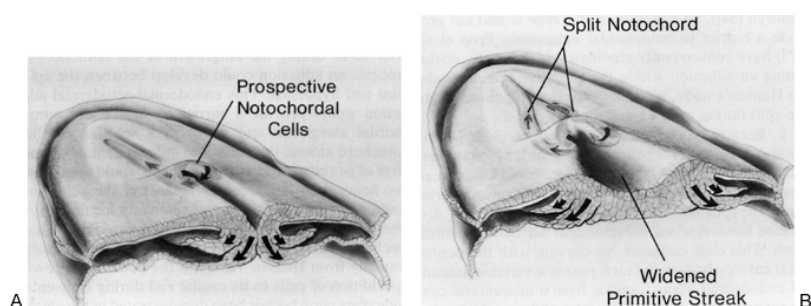 Prospective
Notochordal
Cells
A
Split Notochord
Widened
Primitive Streak
B